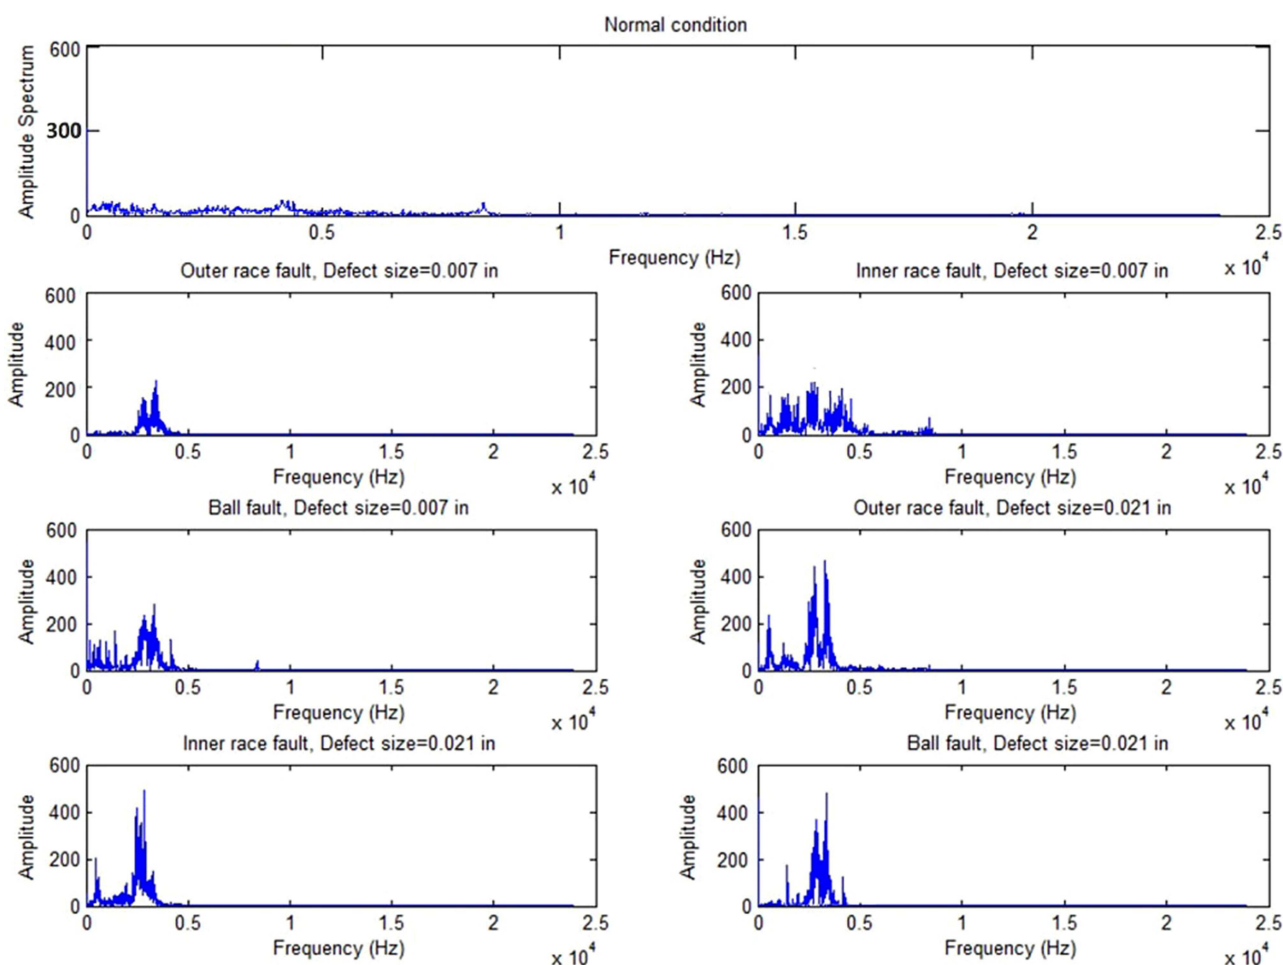 Normal condition
Amplitude Spectrum
600
300
0
0 0.5 1 1.5 2 2.5
Frequency (Hz)
x 10^4
Outer race fault, Defect size=0.007 in
Amplitude
600
400
200
0
0 0.5 1 1.5 2 2.5
Frequency (Hz)
x 10^4
Inner race fault, Defect size=0.007 in
Amplitude
600
400
200
0
0 0.5 1 1.5 2 2.5
Frequency (Hz)
x 10^4
Ball fault, Defect size=0.007 in
Amplitude
600
400
200
0
0 0.5 1 1.5 2 2.5
Frequency (Hz)
x 10^4
Outer race fault, Defect size=0.021 in
Amplitude
600
400
200
0
0 0.5 1 1.5 2 2.5
Frequency (Hz)
x 10^4
Inner race fault, Defect size=0.021 in
Amplitude
600
400
200
0
0 0.5 1 1.5 2 2.5
Frequency (Hz)
x 10^4
Ball fault, Defect size=0.021 in
Amplitude
600
400
200
0
0 0.5 1 1.5 2 2.5
Frequency (Hz)
x 10^4